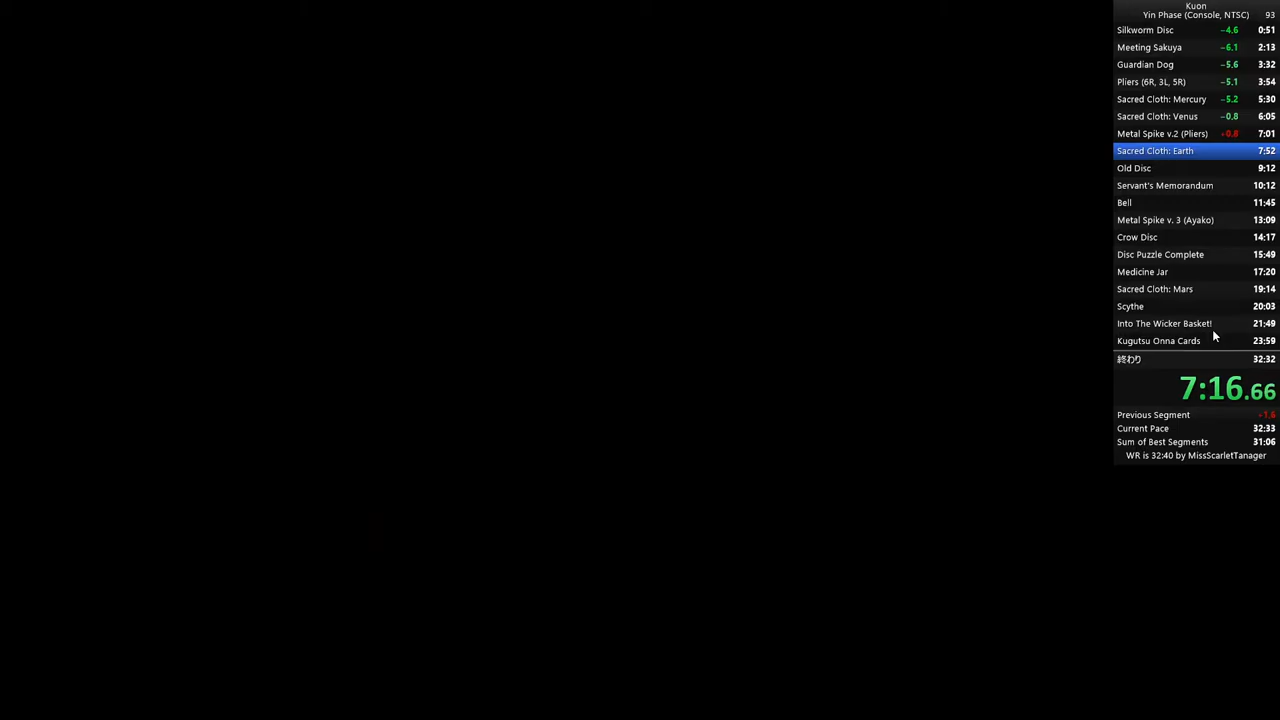 Kuon
Yin Phase (Console, NTSC) 93
Silkworm Disc −4.6 0:51
Meeting Sakuya −6.1 2:13
Guardian Dog −5.6 3:32
Pliers (6R, 3L, 5R) −5.1 3:54
Sacred Cloth: Mercury −5.2 5:30
Sacred Cloth: Venus −0.8 6:05
Metal Spike v.2 (Pliers) +0.8 7:01
Sacred Cloth: Earth 7:52
Old Disc 9:12
Servant's Memorandum 10:12
Bell 11:45
Metal Spike v. 3 (Ayako) 13:09
Crow Disc 14:17
Disc Puzzle Complete 15:49
Medicine Jar 17:20
Sacred Cloth: Mars 19:14
Scythe 20:03
Into The Wicker Basket! 21:49
Kugutsu Onna Cards 23:59
終わり 32:32
7:16.66
Previous Segment +1.6
Current Pace 32:33
Sum of Best Segments 31:06
WR is 32:40 by MissScarletTanager